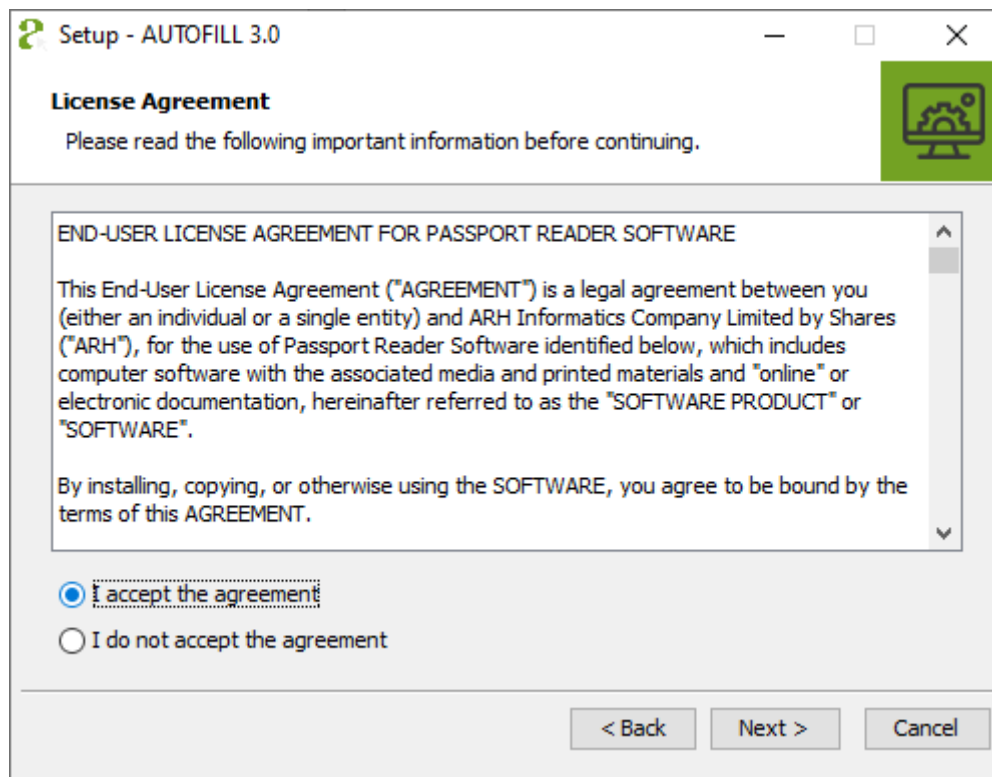 Setup - AUTOFILL 3.0
License Agreement
Please read the following important information before continuing.
END-USER LICENSE AGREEMENT FOR PASSPORT READER SOFTWARE
This End-User License Agreement ("AGREEMENT") is a legal agreement between you
(either an individual or a single entity) and ARH Informatics Company Limited by Shares
("ARH"), for the use of Passport Reader Software identified below, which includes
computer software with the associated media and printed materials and "online" or
electronic documentation, hereinafter referred to as the "SOFTWARE PRODUCT" or
"SOFTWARE".
By installing, copying, or otherwise using the SOFTWARE, you agree to be bound by the
terms of this AGREEMENT.
I accept the agreement
I do not accept the agreement
< Back Next > Cancel